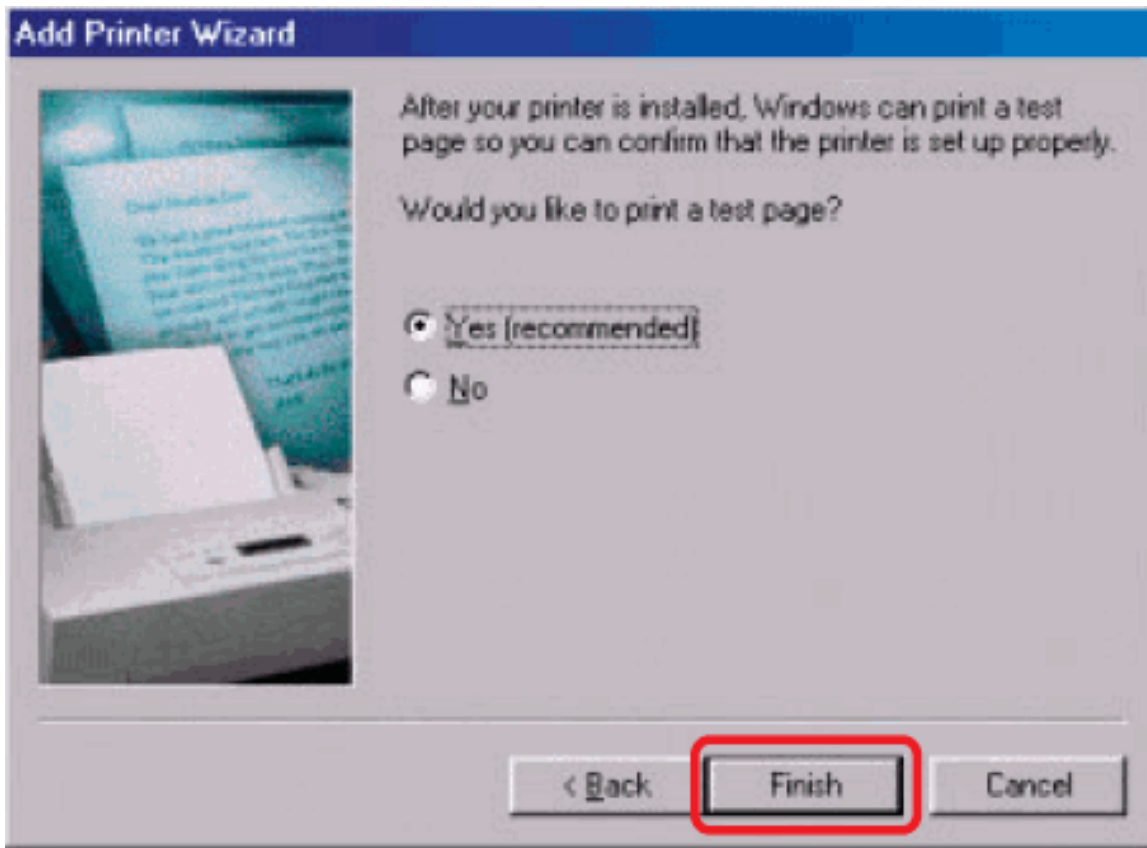 Add Printer Wizard
After your printer is installed, Windows can print a test
page so you can confirm that the printer is set up properly.
Would you like to print a test page?
Yes (recommended)
No
< Back
Finish
Cancel